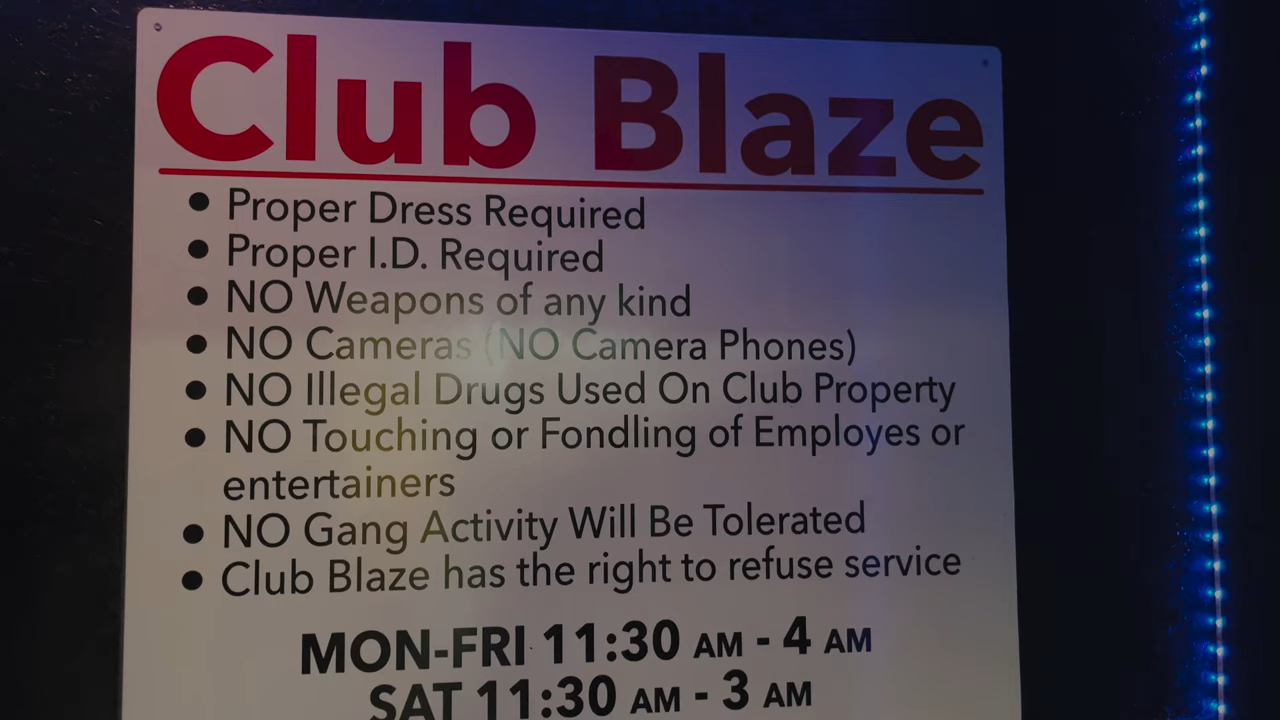 Club Blaze
• Proper Dress Required
• Proper I.D. Required
• NO Weapons of any kind
• NO Cameras (NO Camera Phones)
• NO Illegal Drugs Used On Club Property
• NO Touching or Fondling of Employes or
entertainers
• NO Gang Activity Will Be Tolerated
• Club Blaze has the right to refuse service
MON-FRI 11:30 AM - 4 AM
SAT 11:30 AM - 3 AM